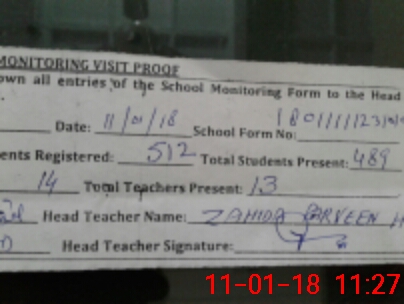 MONITORING VISIT PROOF
own all entries of the School Monitoring Form to the Head
Date: 11/01/18 School Form No:
ents Registered: 512 Total Students Present: 489
14 Total Teachers Present: 13
Head Teacher Name: ZAHIDA PARVEEN
Head Teacher Signature:
11-01-18 11:27